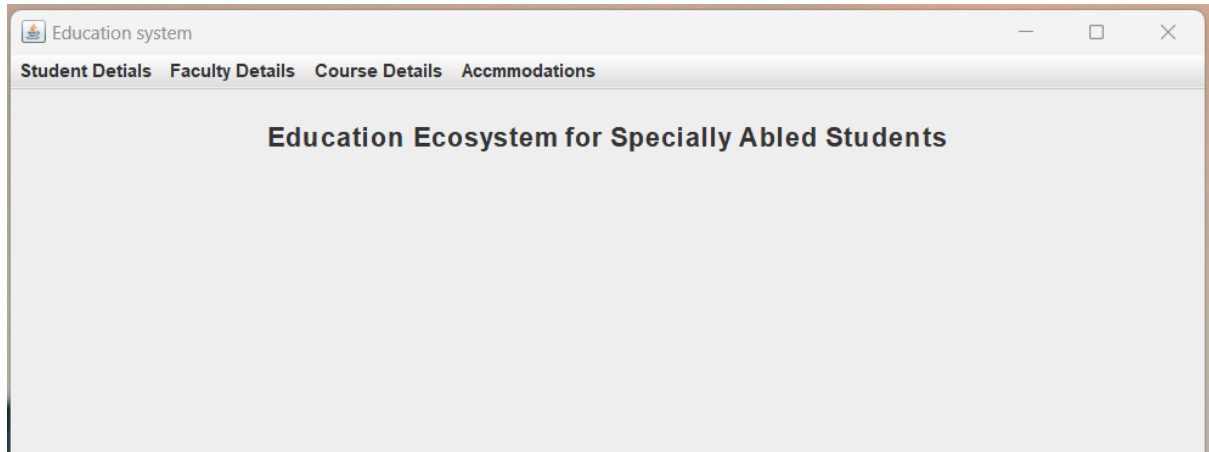 Education system
Student Detials Faculty Details Course Details Accmmodations
Education Ecosystem for Specially Abled Students